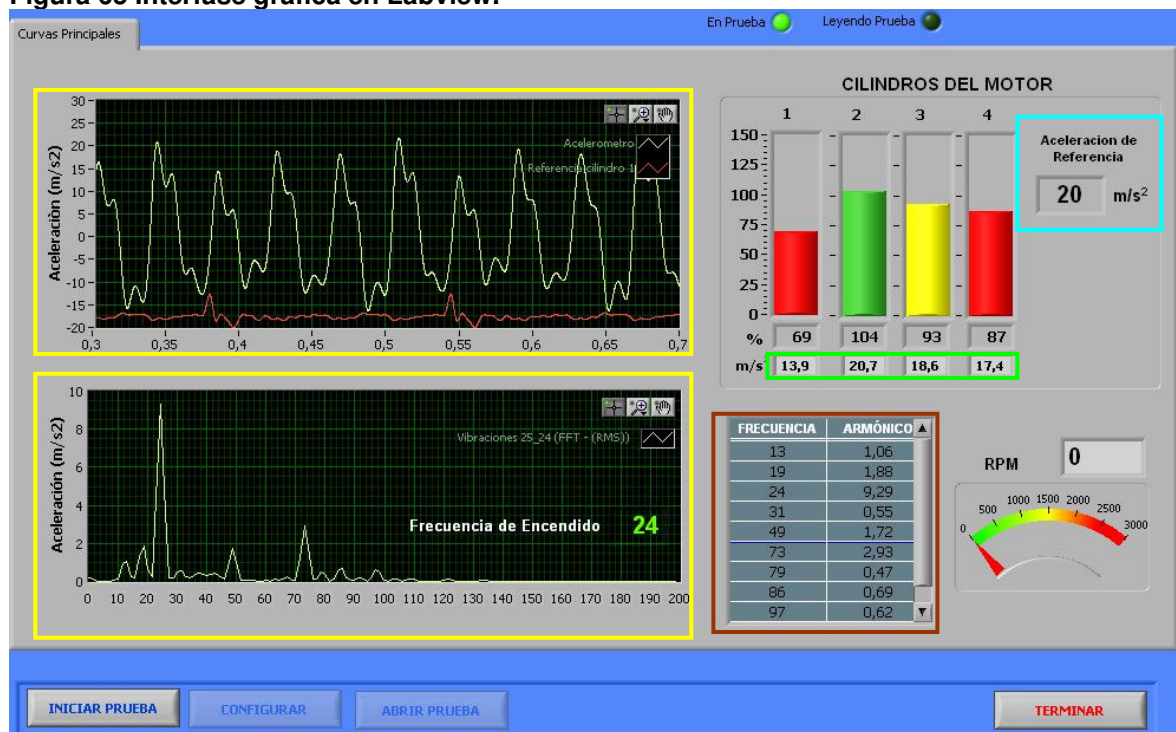 Figura 68 Interfase gráfica en Labview.
En Prueba Leyendo Prueba
Curvas Principales
30
25
20
15
10
5
0
-5
-10
-15
-20
Aceleración (m/s2)
Acelerometro
Referencia cilindro 1
0,3 0,35 0,4 0,45 0,5 0,55 0,6 0,65 0,7
CILINDROS DEL MOTOR
1 2 3 4
150
125
100
75
50
25
0
% 69 104 93 87
m/s 13,9 20,7 18,6 17,4
Aceleracion de
Referencia
20 m/s²
10
8
6
4
2
0
Aceleración (m/s2)
Vibraciones 25_24 (FFT - (RMS))
Frecuencia de Encendido 24
0 10 20 30 40 50 60 70 80 90 100 110 120 130 140 150 160 170 180 190 200
FRECUENCIA ARMÓNICO
13 1,06
19 1,88
24 9,29
31 0,55
49 1,72
73 2,93
79 0,47
86 0,69
97 0,62
RPM 0
0 500 1000 1500 2000 2500 3000
INICIAR PRUEBA CONFIGURAR ABRIR PRUEBA TERMINAR